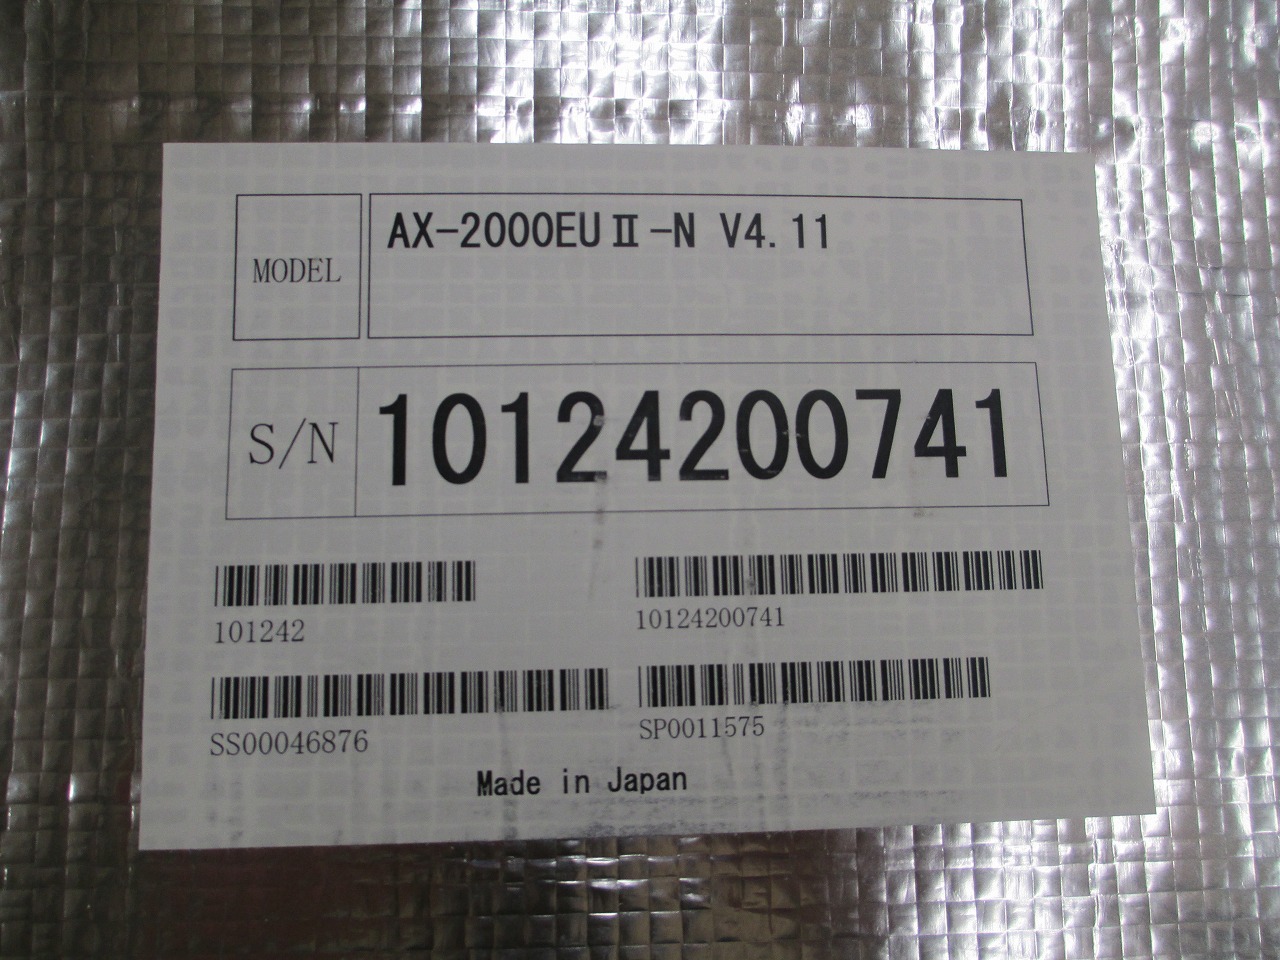 MODEL
AX-2000EUⅡ-N V4.11
S/N
10124200741
101242
10124200741
SS00046876
SP0011575
Made in Japan